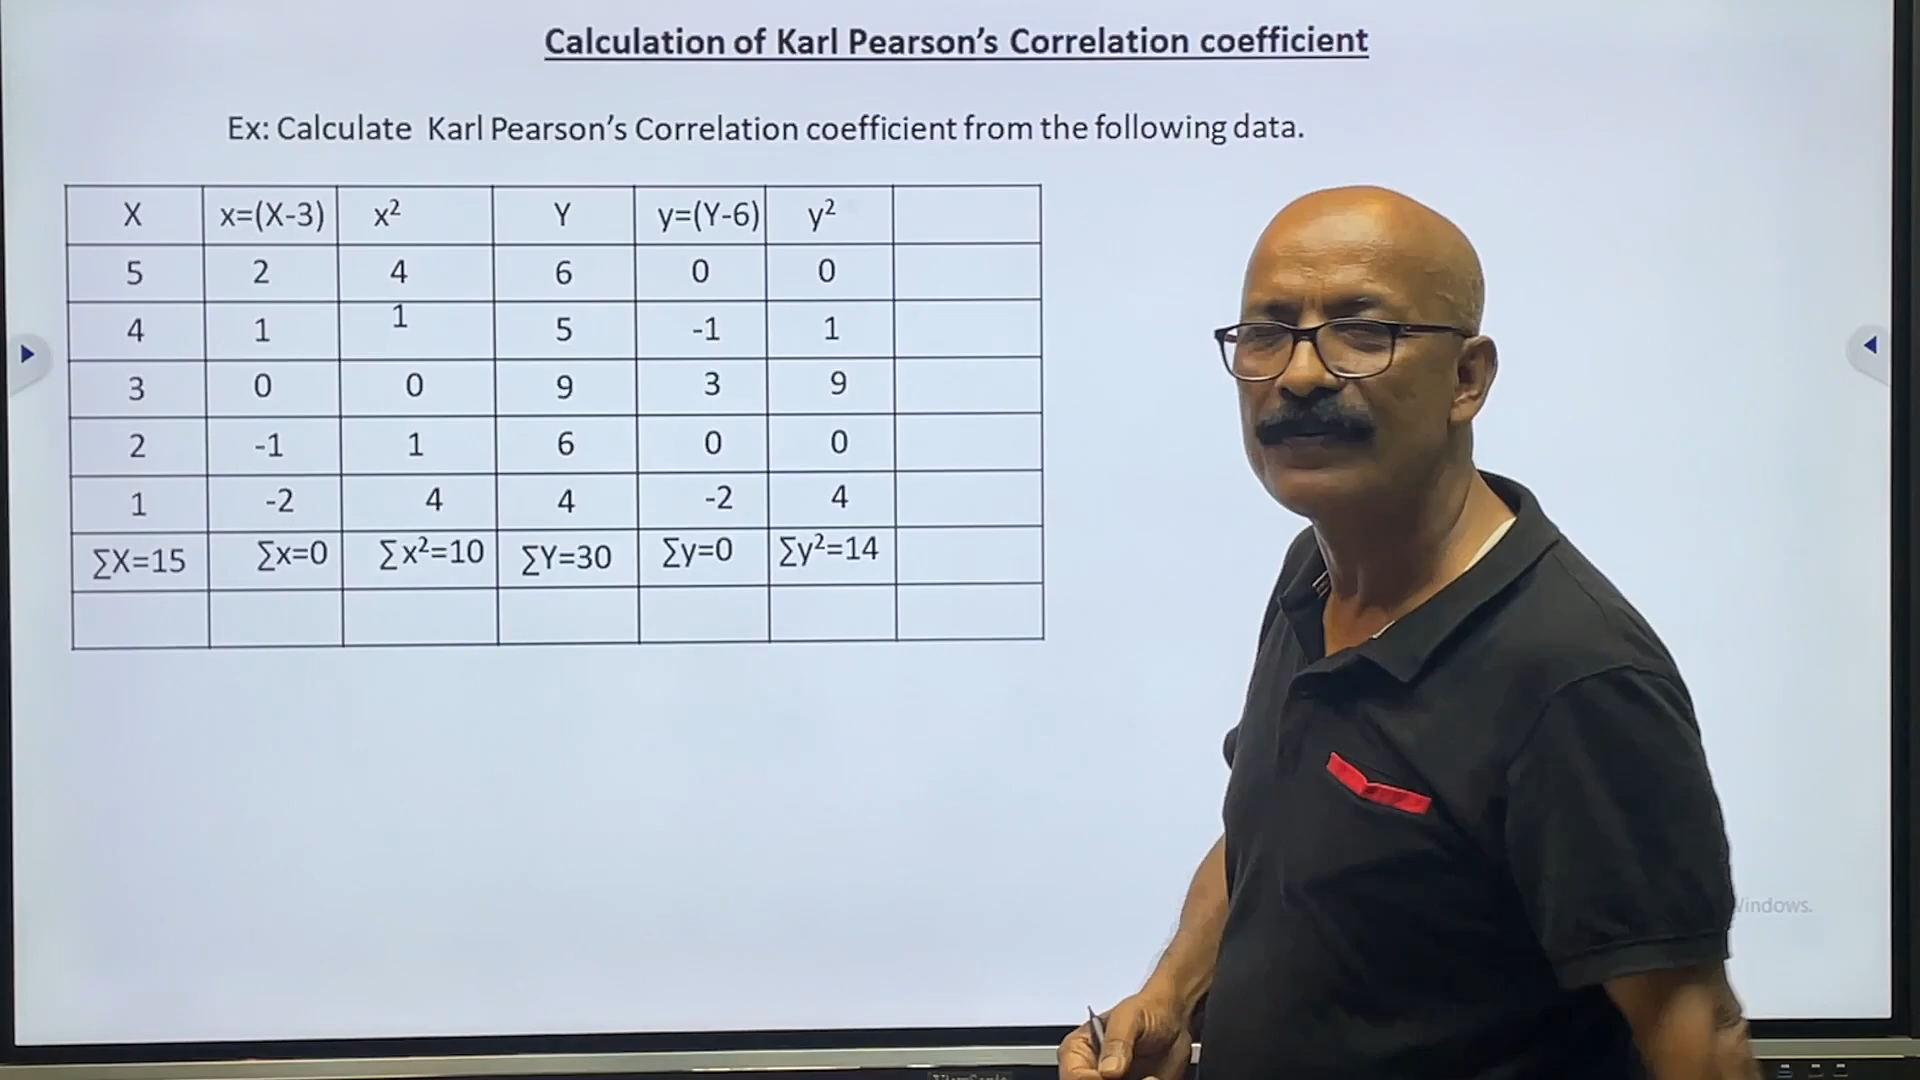 Calculation of Karl Pearson's Correlation coefficient
Ex: Calculate Karl Pearson's Correlation coefficient from the following data.
X x=(X-3) x² Y y=(Y-6) y²
5 2 4 6 0 0
4 1 1 5 -1 1
3 0 0 9 3 9
2 -1 1 6 0 0
1 -2 4 4 -2 4
∑X=15 ∑x=0 ∑x²=10 ∑Y=30 ∑y=0 ∑y²=14
Windows.